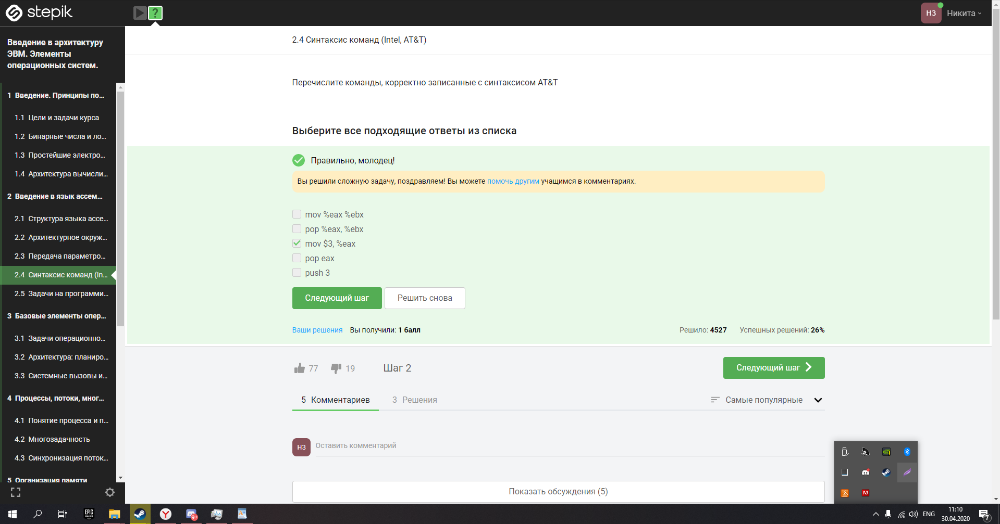 stepik
?
НЗ
Никита
Введение в архитектуру
ЭВМ. Элементы
операционных систем.
1 Введение. Принципы по...
1.1 Цели и задачи курса
1.2 Бинарные числа и ло...
1.3 Простейшие электро...
1.4 Архитектура вычисли...
2 Введение в язык ассем...
2.1 Структура языка ассе...
2.2 Архитектурное окруж...
2.3 Передача параметро...
2.4 Синтаксис команд (In...
2.5 Задачи на программи...
3 Базовые элементы опер...
3.1 Задачи операционно...
3.2 Архитектура: планиро...
3.3 Системные вызовы и...
4 Процессы, потоки, мног...
4.1 Понятие процесса и п...
4.2 Многозадачность
4.3 Синхронизация поток...
5 Организация памяти
2.4 Синтаксис команд (Intel, AT&T)
Перечислите команды, корректно записанные с синтаксисом AT&T
Выберите все подходящие ответы из списка
Правильно, молодец!
Вы решили сложную задачу, поздравляем! Вы можете помочь другим учащимся в комментариях.
mov %eax %ebx
pop %eax, %ebx
mov $3, %eax
pop eax
push 3
Следующий шаг
Решить снова
Ваши решения Вы получили: 1 балл
Решило: 4527 Успешных решений: 26%
77 19 Шаг 2
Следующий шаг
5 Комментариев 3 Решения
Самые популярные
НЗ
Оставить комментарий
Показать обсуждения (5)
EPIC
GAMES
9+
ENG
11:10
30.04.2020
7